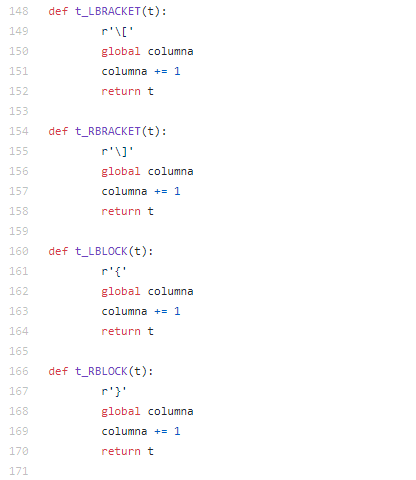 148 def t_LBRACKET(t):
149 r'\['
150 global columna
151 columna += 1
152 return t
153
154 def t_RBRACKET(t):
155 r'\]'
156 global columna
157 columna += 1
158 return t
159
160 def t_LBLOCK(t):
161 r'{'
162 global columna
163 columna += 1
164 return t
165
166 def t_RBLOCK(t):
167 r'}'
168 global columna
169 columna += 1
170 return t
171